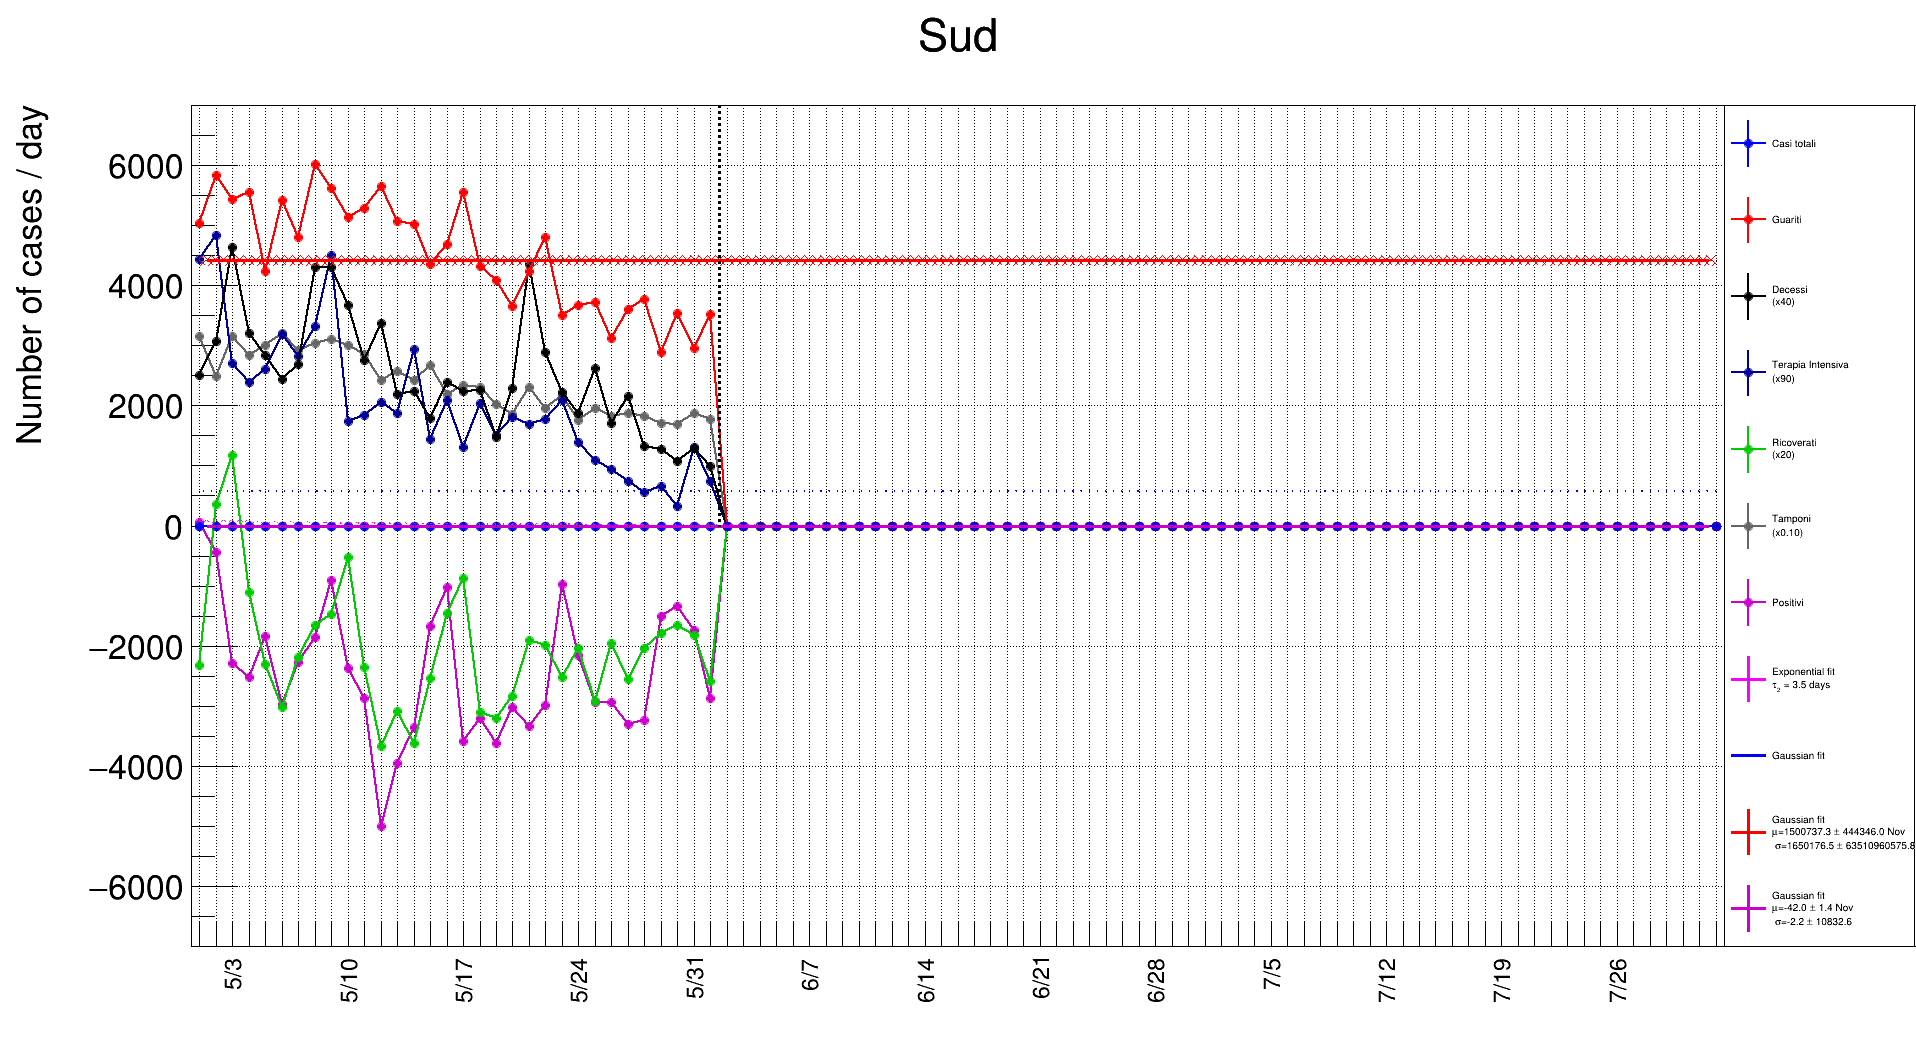 Sud
Number of cases / day
6000
4000
2000
0
−2000
−4000
−6000
5/3
5/10
5/17
5/24
5/31
6/7
6/14
6/21
6/28
7/5
7/12
7/19
7/26
Casi totali
Guariti
Decessi
(x40)
Terapia Intensiva
(x90)
Ricoverati
(x20)
Tamponi
(x0.10)
Positivi
Exponential fit
τ2 = 3.5 days
Gaussian fit
Gaussian fit
μ=1500737.3 ± 444346.0 Nov
σ=1650176.5 ± 63510960575.8
Gaussian fit
μ=-42.0 ± 1.4 Nov
σ=-2.2 ± 10832.6